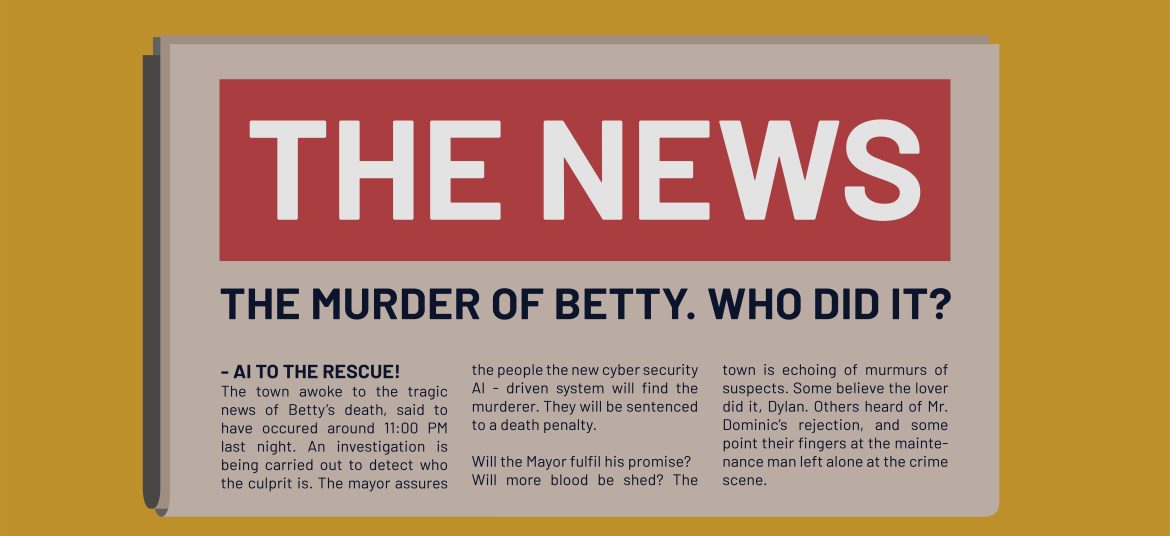 THE NEWS
THE MURDER OF BETTY. WHO DID IT?
- AI TO THE RESCUE!
The town awoke to the tragic
news of Betty's death, said to
have occured around 11:00 PM
last night. An investigation is
being carried out to detect who
the culprit is. The mayor assures
the people the new cyber security
AI - driven system will find the
murderer. They will be sentenced
to a death penalty.
Will the Mayor fulfil his promise?
Will more blood be shed? The
town is echoing of murmurs of
suspects. Some believe the lover
did it, Dylan. Others heard of Mr.
Dominic's rejection, and some
point their fingers at the mainte-
nance man left alone at the crime
scene.